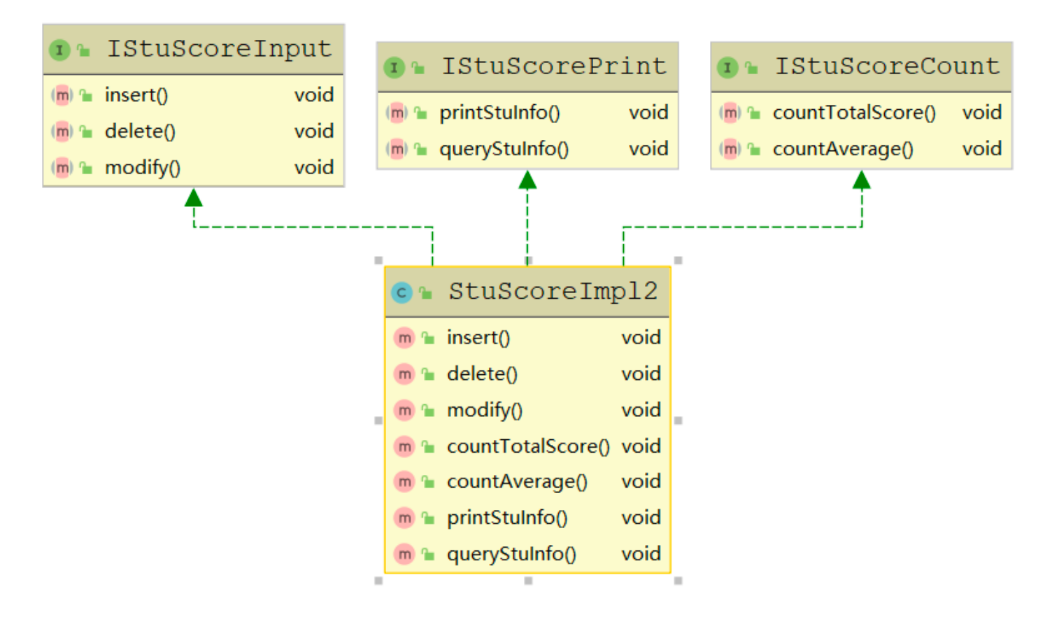 I IStuScoreInput
m insert() void
m delete() void
m modify() void
I IStuScorePrint
m printStuInfo() void
m queryStuInfo() void
I IStuScoreCount
m countTotalScore() void
m countAverage() void
C StuScoreImpl2
m insert() void
m delete() void
m modify() void
m countTotalScore() void
m countAverage() void
m printStuInfo() void
m queryStuInfo() void